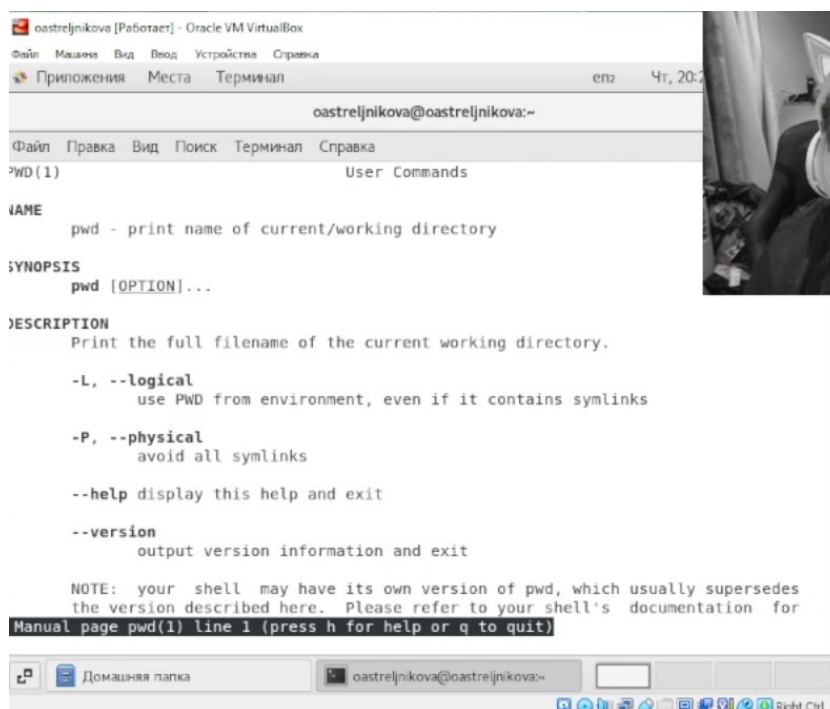 oastreljnikova [Работает] - Oracle VM VirtualBox
Файл Машина Вид Ввод Устройства Справка
Приложения Места Терминал en₂ Чт, 20:2
oastreljnikova@oastreljnikova:~
Файл Правка Вид Поиск Терминал Справка
PWD(1) User Commands
NAME
pwd - print name of current/working directory
SYNOPSIS
pwd [OPTION]...
DESCRIPTION
Print the full filename of the current working directory.
-L, --logical
use PWD from environment, even if it contains symlinks
-P, --physical
avoid all symlinks
--help display this help and exit
--version
output version information and exit
NOTE: your shell may have its own version of pwd, which usually supersedes
the version described here. Please refer to your shell's documentation for
Manual page pwd(1) line 1 (press h for help or q to quit)
Домашняя папка oastreljnikova@oastreljnikova:~
Right Ctrl